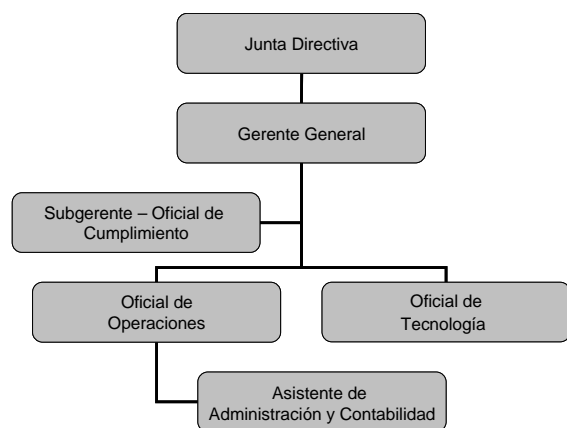 Junta Directiva
Gerente General
Subgerente – Oficial de
Cumplimiento
Oficial de
Operaciones
Oficial de
Tecnología
Asistente de
Administración y Contabilidad